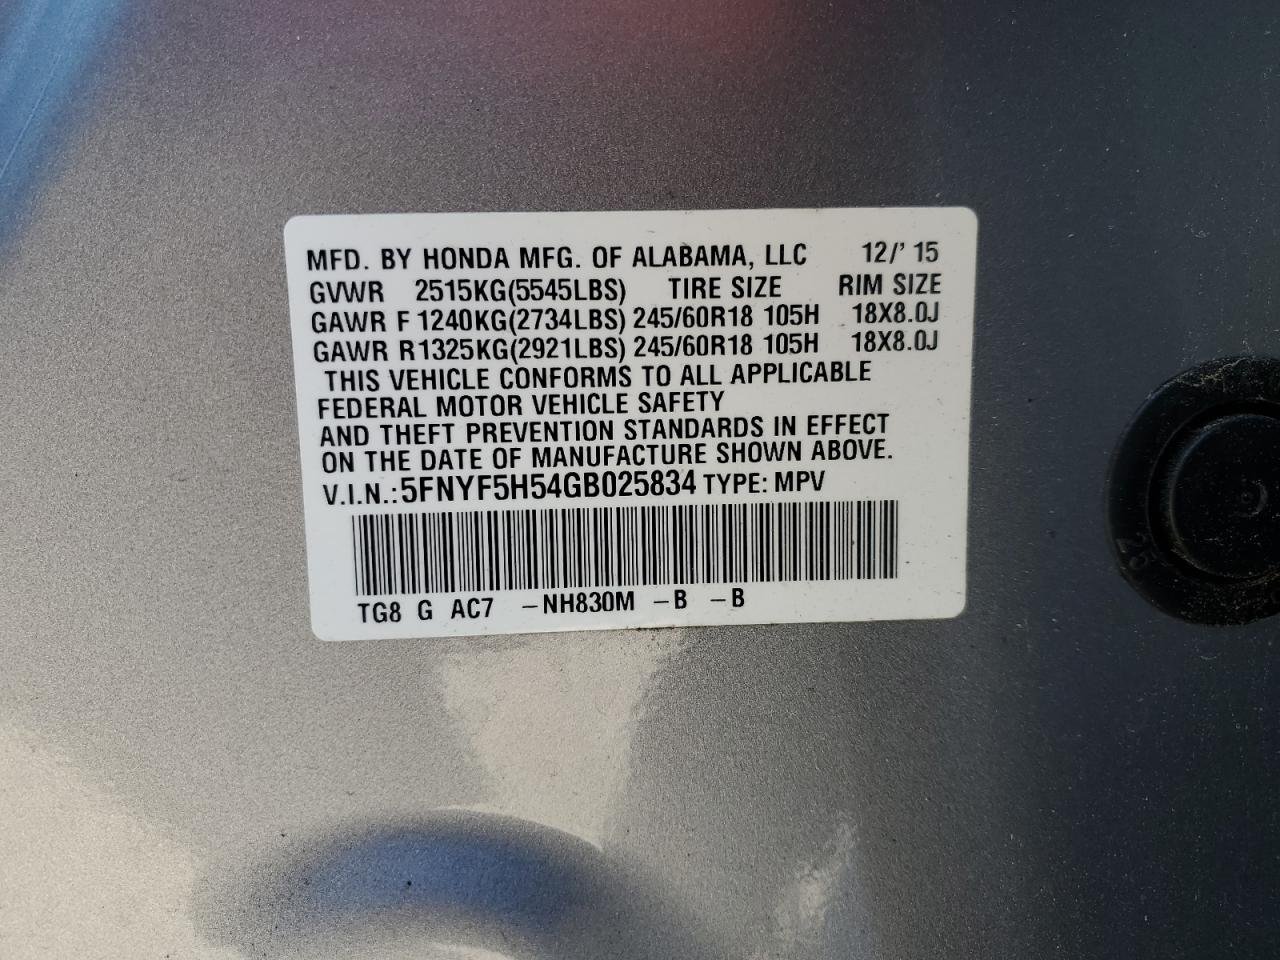 MFD. BY HONDA MFG. OF ALABAMA, LLC 12/' 15
GVWR 2515KG(5545LBS) TIRE SIZE RIM SIZE
GAWR F 1240KG(2734LBS) 245/60R18 105H 18X8.0J
GAWR R1325KG(2921LBS) 245/60R18 105H 18X8.0J
THIS VEHICLE CONFORMS TO ALL APPLICABLE
FEDERAL MOTOR VEHICLE SAFETY
AND THEFT PREVENTION STANDARDS IN EFFECT
ON THE DATE OF MANUFACTURE SHOWN ABOVE.
V.I.N.:5FNYF5H54GB025834 TYPE: MPV
TG8 G AC7 -NH830M -B -B
25